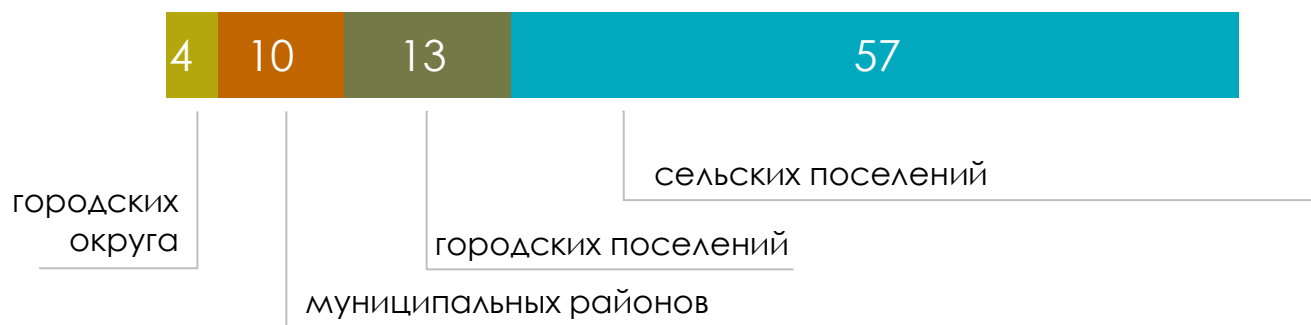 4 10 13 57
сельских поселений
городских
округа
городских поселений
муниципальных районов